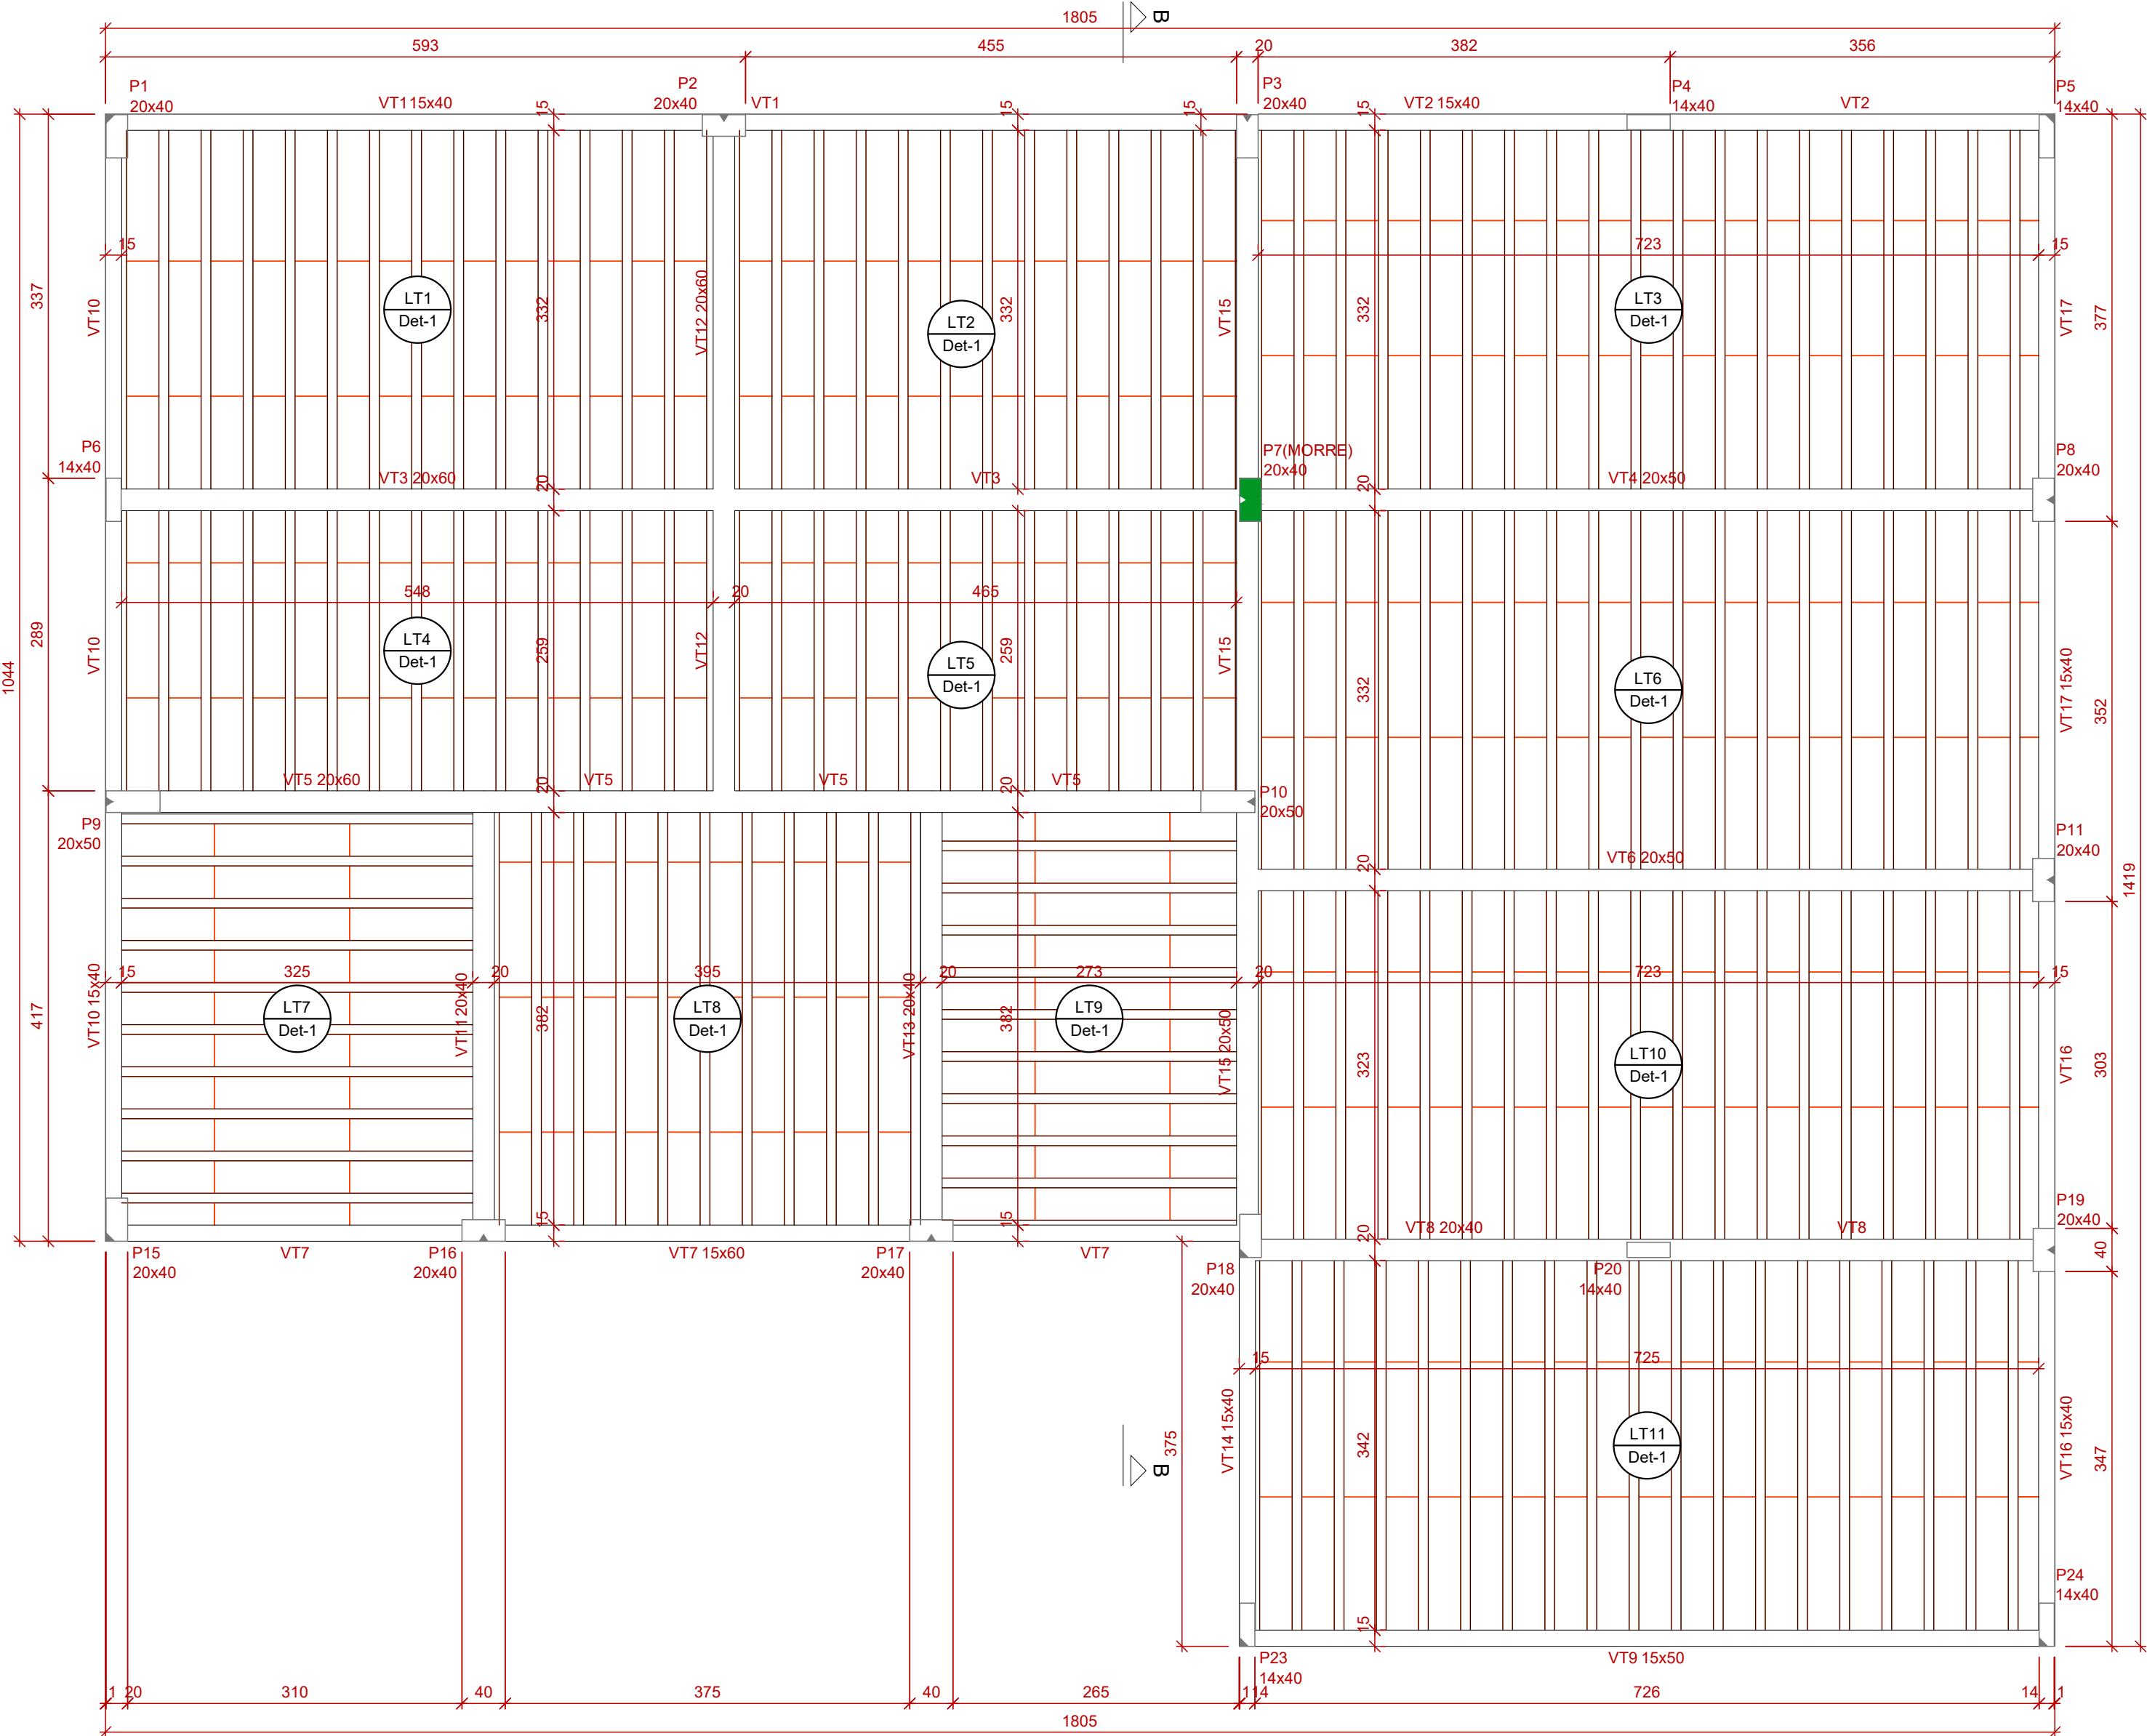 B
1805
593
455
20
382
356
P1
20x40
VT1 15x40
P2
20x40
VT1
P3
20x40
VT2 15x40
P4
14x40
VT2
P5
14x40
15
15
15
15
15
723
15
337
VT10
LT1
Det-1
332
VT12 20x60
LT2
Det-1
332
VT15
332
LT3
Det-1
VT17
377
P6
14x40
VT3 20x60
20
VT3
P7(MORRE)
20x40
20
VT4 20x50
P8
20x40
548
20
465
1044
289
VT10
LT4
Det-1
259
VT12
LT5
Det-1
259
VT15
332
LT6
Det-1
VT17 15x40
352
VT5 20x60
20
VT5
VT5
20
VT5
P9
20x50
P10
20x50
P11
20x40
20
VT6 20x50
1419
15
325
20
395
20
273
20
723
15
417
VT10 15x40
LT7
Det-1
VT11 20x40
382
LT8
Det-1
VT13 20x40
382
LT9
Det-1
VT15 20x50
323
LT10
Det-1
VT16
303
P19
20x40
15
15
20
VT8 20x40
VT8
40
P15
20x40
VT7
P16
20x40
VT7 15x60
P17
20x40
VT7
P18
20x40
P20
14x40
15
725
375
VT14 15x40
342
LT11
Det-1
VT16 15x40
347
B
P24
14x40
15
P23
14x40
VT9 15x50
1
20
310
40
375
40
265
1
14
726
14
1
1805